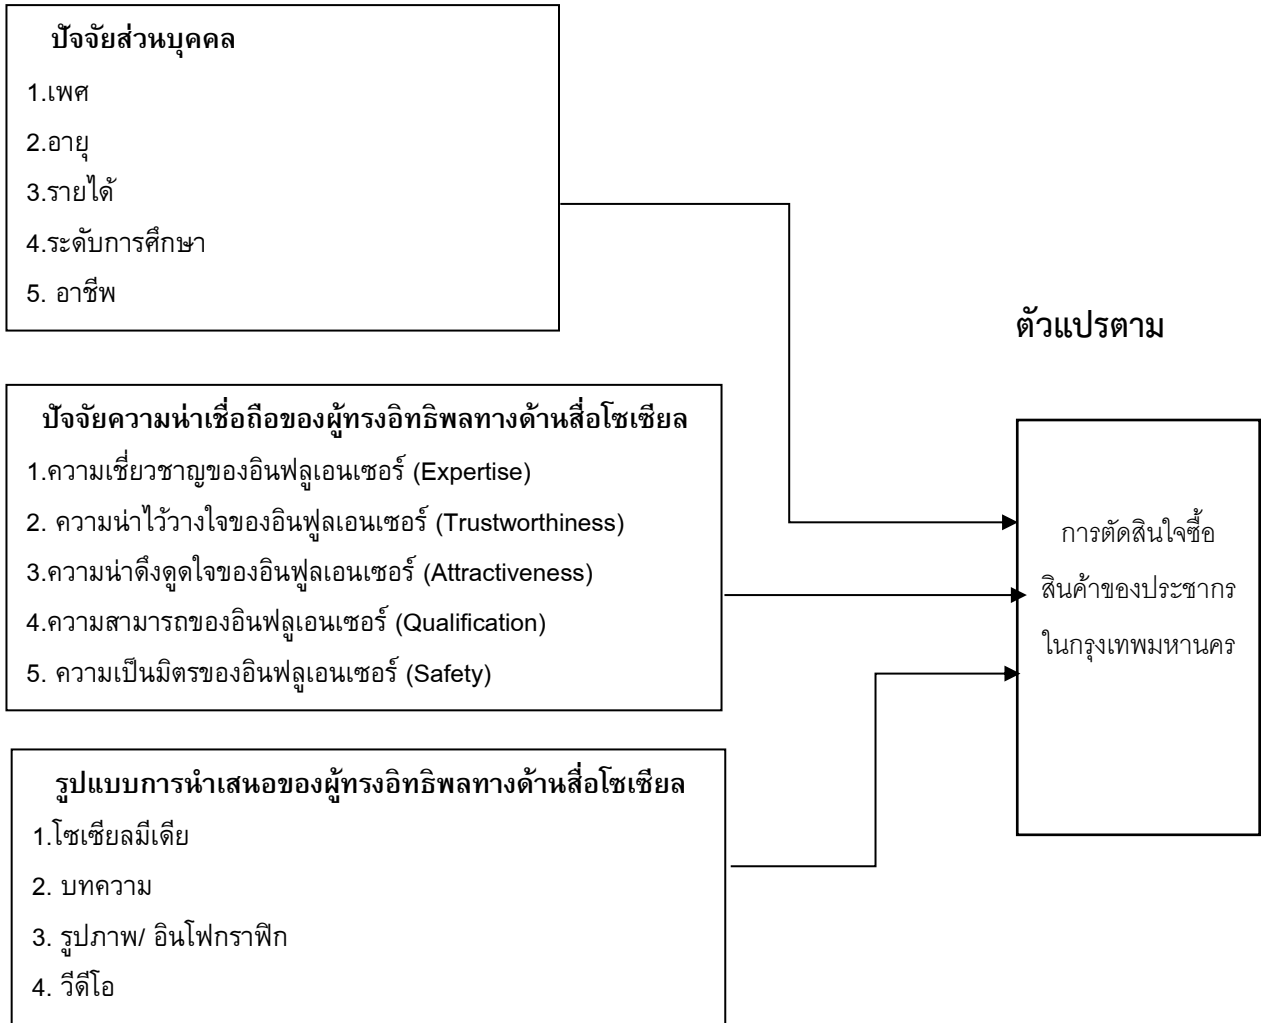 ปัจจัยส่วนบุคคล
1.เพศ
2.อายุ
3.รายได้
4.ระดับการศึกษา
5. อาชีพ
ตัวแปรตาม
ปัจจัยความน่าเชื่อถือของผู้ทรงอิทธิพลทางด้านสื่อโซเซียล
1.ความเชี่ยวชาญของอินฟลูเอนเซอร์ (Expertise)
2. ความน่าไว้วางใจของอินฟูลเอนเซอร์ (Trustworthiness)
3.ความน่าดึงดูดใจของอินฟูลเอนเซอร์ (Attractiveness)
4.ความสามารถของอินฟลูเอนเซอร์ (Qualification)
5. ความเป็นมิตรของอินฟลูเอนเซอร์ (Safety)
การตัดสินใจซื้อ
สินค้าของประชากร
ในกรุงเทพมหานคร
รูปแบบการนำเสนอของผู้ทรงอิทธิพลทางด้านสื่อโซเซียล
1.โซเซียลมีเดีย
2. บทความ
3. รูปภาพ/ อินโฟกราฟิก
4. วีดีโอ